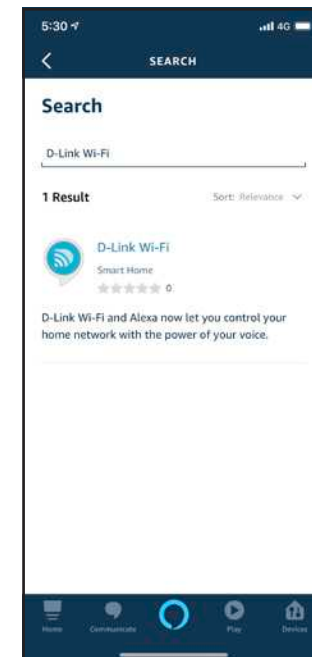 5:30
4G
SEARCH
Search
D-Link Wi-Fi
1 Result
Sort: Relevance
D-Link Wi-Fi
Smart Home
0
D-Link Wi-Fi and Alexa now let you control your
home network with the power of your voice.
Home
Communicate
Play
Devices